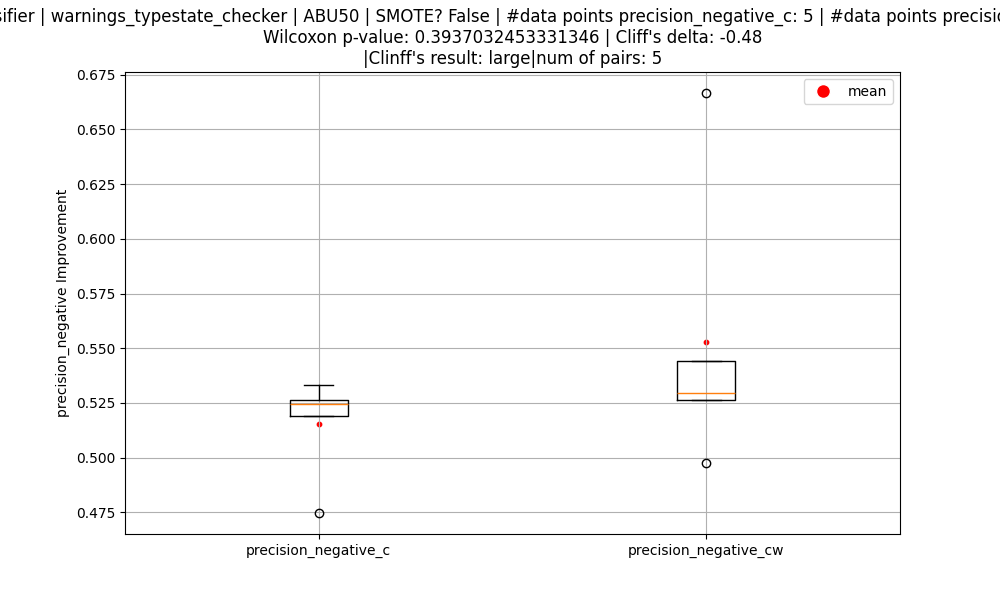 | warnings_typestate_checker | ABU50 | SMOTE? False | #data points precision_negative_c: 5 | #data points
Wilcoxon p-value: 0.3937032453331346 | Cliff's delta: -0.48
|Clinff's result: large|num of pairs: 5
mean
0.675
0.650
0.625
0.600
0.575
0.550
0.525
0.500
0.475
precision_negative Improvement
precision_negative_c
precision_negative_cw